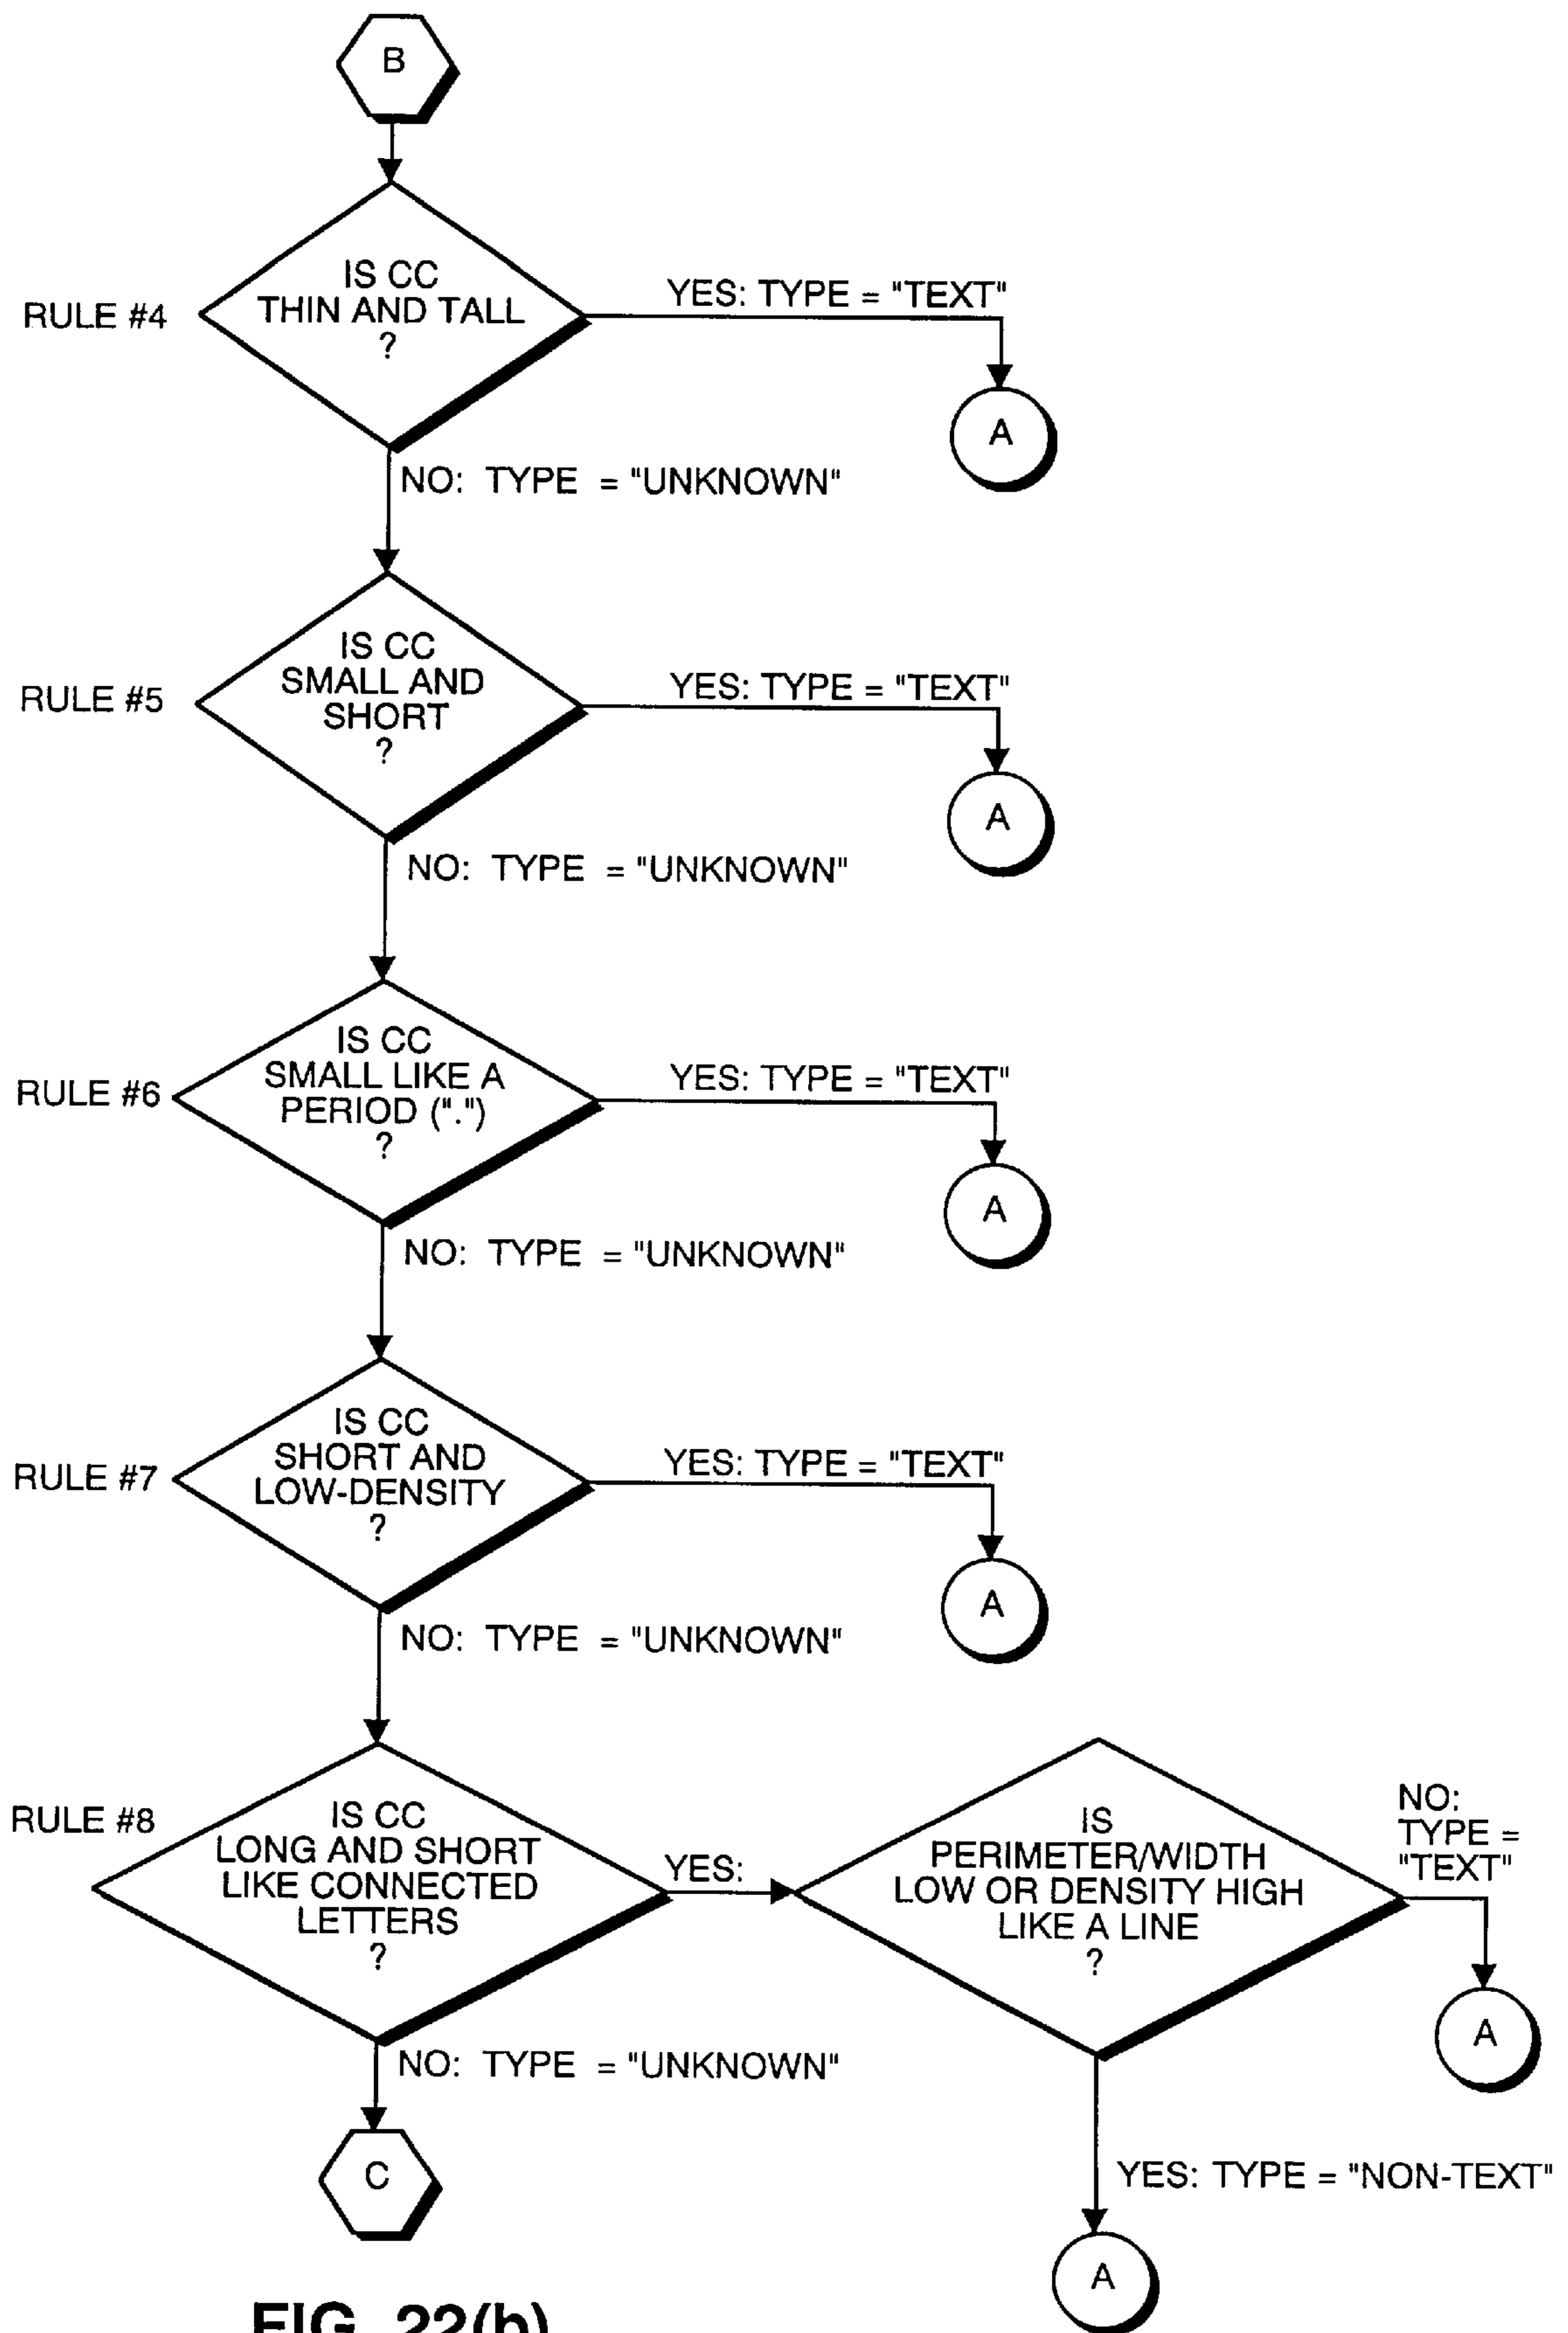 B
IS CC
THIN AND TALL
?
RULE #4
YES: TYPE = "TEXT"
A
NO: TYPE = "UNKNOWN"
IS CC
SMALL AND
SHORT
?
RULE #5
YES: TYPE = "TEXT"
A
NO: TYPE = "UNKNOWN"
IS CC
SMALL LIKE A
PERIOD (".")
?
RULE #6
YES: TYPE = "TEXT"
A
NO: TYPE = "UNKNOWN"
IS CC
SHORT AND
LOW-DENSITY
?
RULE #7
YES: TYPE = "TEXT"
A
NO: TYPE = "UNKNOWN"
RULE #8
IS CC
LONG AND SHORT
LIKE CONNECTED
LETTERS
?
YES:
IS
PERIMETER/WIDTH
LOW OR DENSITY HIGH
LIKE A LINE
?
NO:
TYPE =
"TEXT"
A
NO: TYPE = "UNKNOWN"
C
YES: TYPE = "NON-TEXT"
A
FIG. 22(b)